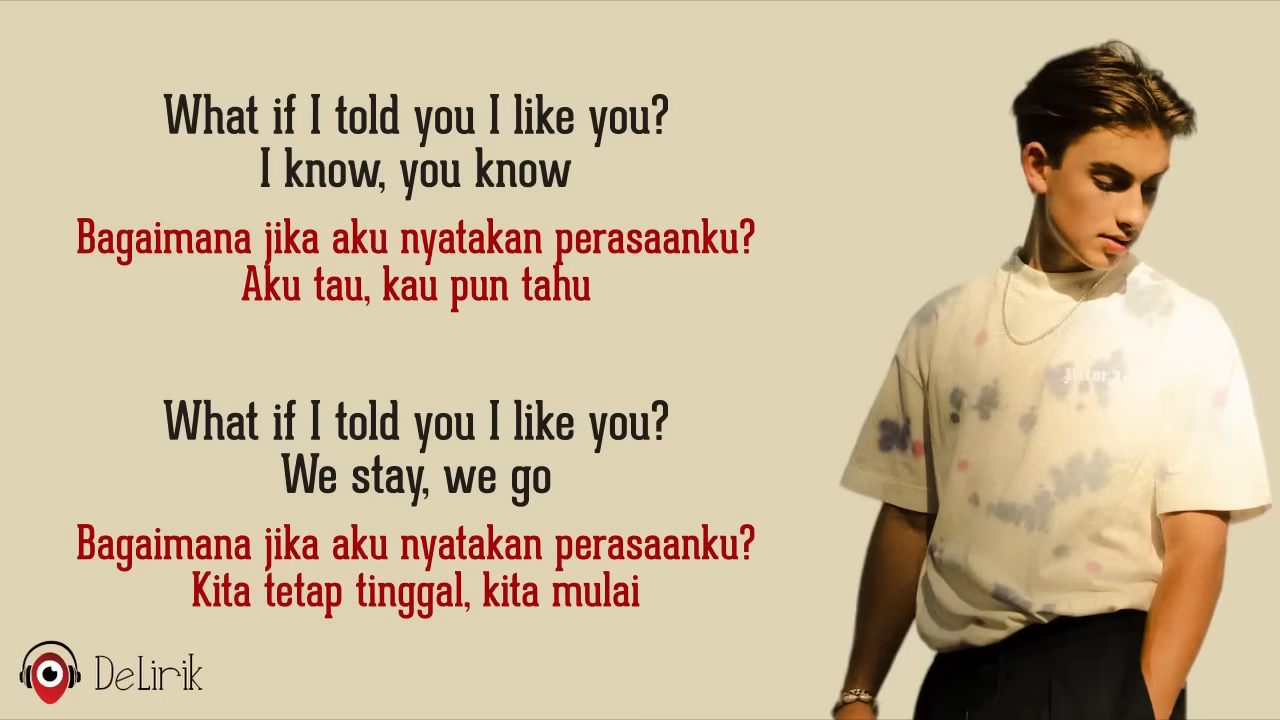 What if I told you I like you?
I know, you know
Bagaimana jika aku nyatakan perasaanku?
Aku tau, kau pun tahu
What if I told you I like you?
We stay, we go
Bagaimana jika aku nyatakan perasaanku?
Kita tetap tinggal, kita mulai
DeLirik